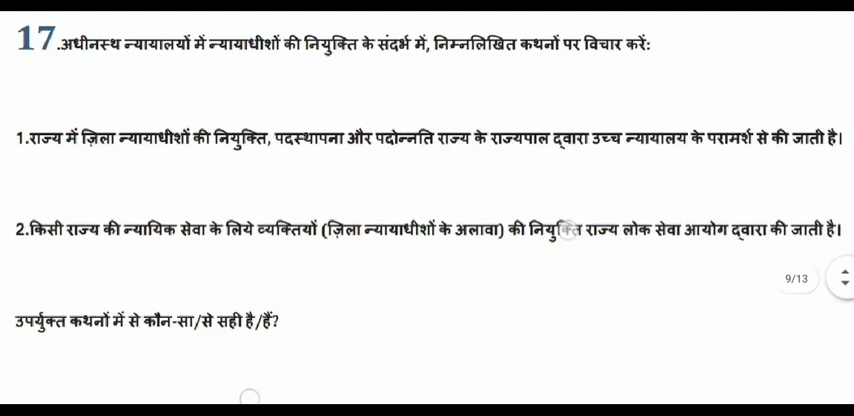 17.अधीनस्थ न्यायालयों में न्यायाधीशों की नियुक्ति के संदर्भ में, निम्नलिखित कथनों पर विचार करें:
1.राज्य में ज़िला न्यायाधीशों की नियुक्ति, पदस्थापना और पदोन्नति राज्य के राज्यपाल द्वारा उच्च न्यायालय के परामर्श से की जाती है।
2.किसी राज्य की न्यायिक सेवा के लिये व्यक्तियों (ज़िला न्यायाधीशों के अलावा) की नियुक्ति राज्य लोक सेवा आयोग द्वारा की जाती है।
9/13
उपर्युक्त कथनों में से कौन-सा/से सही है/हैं?